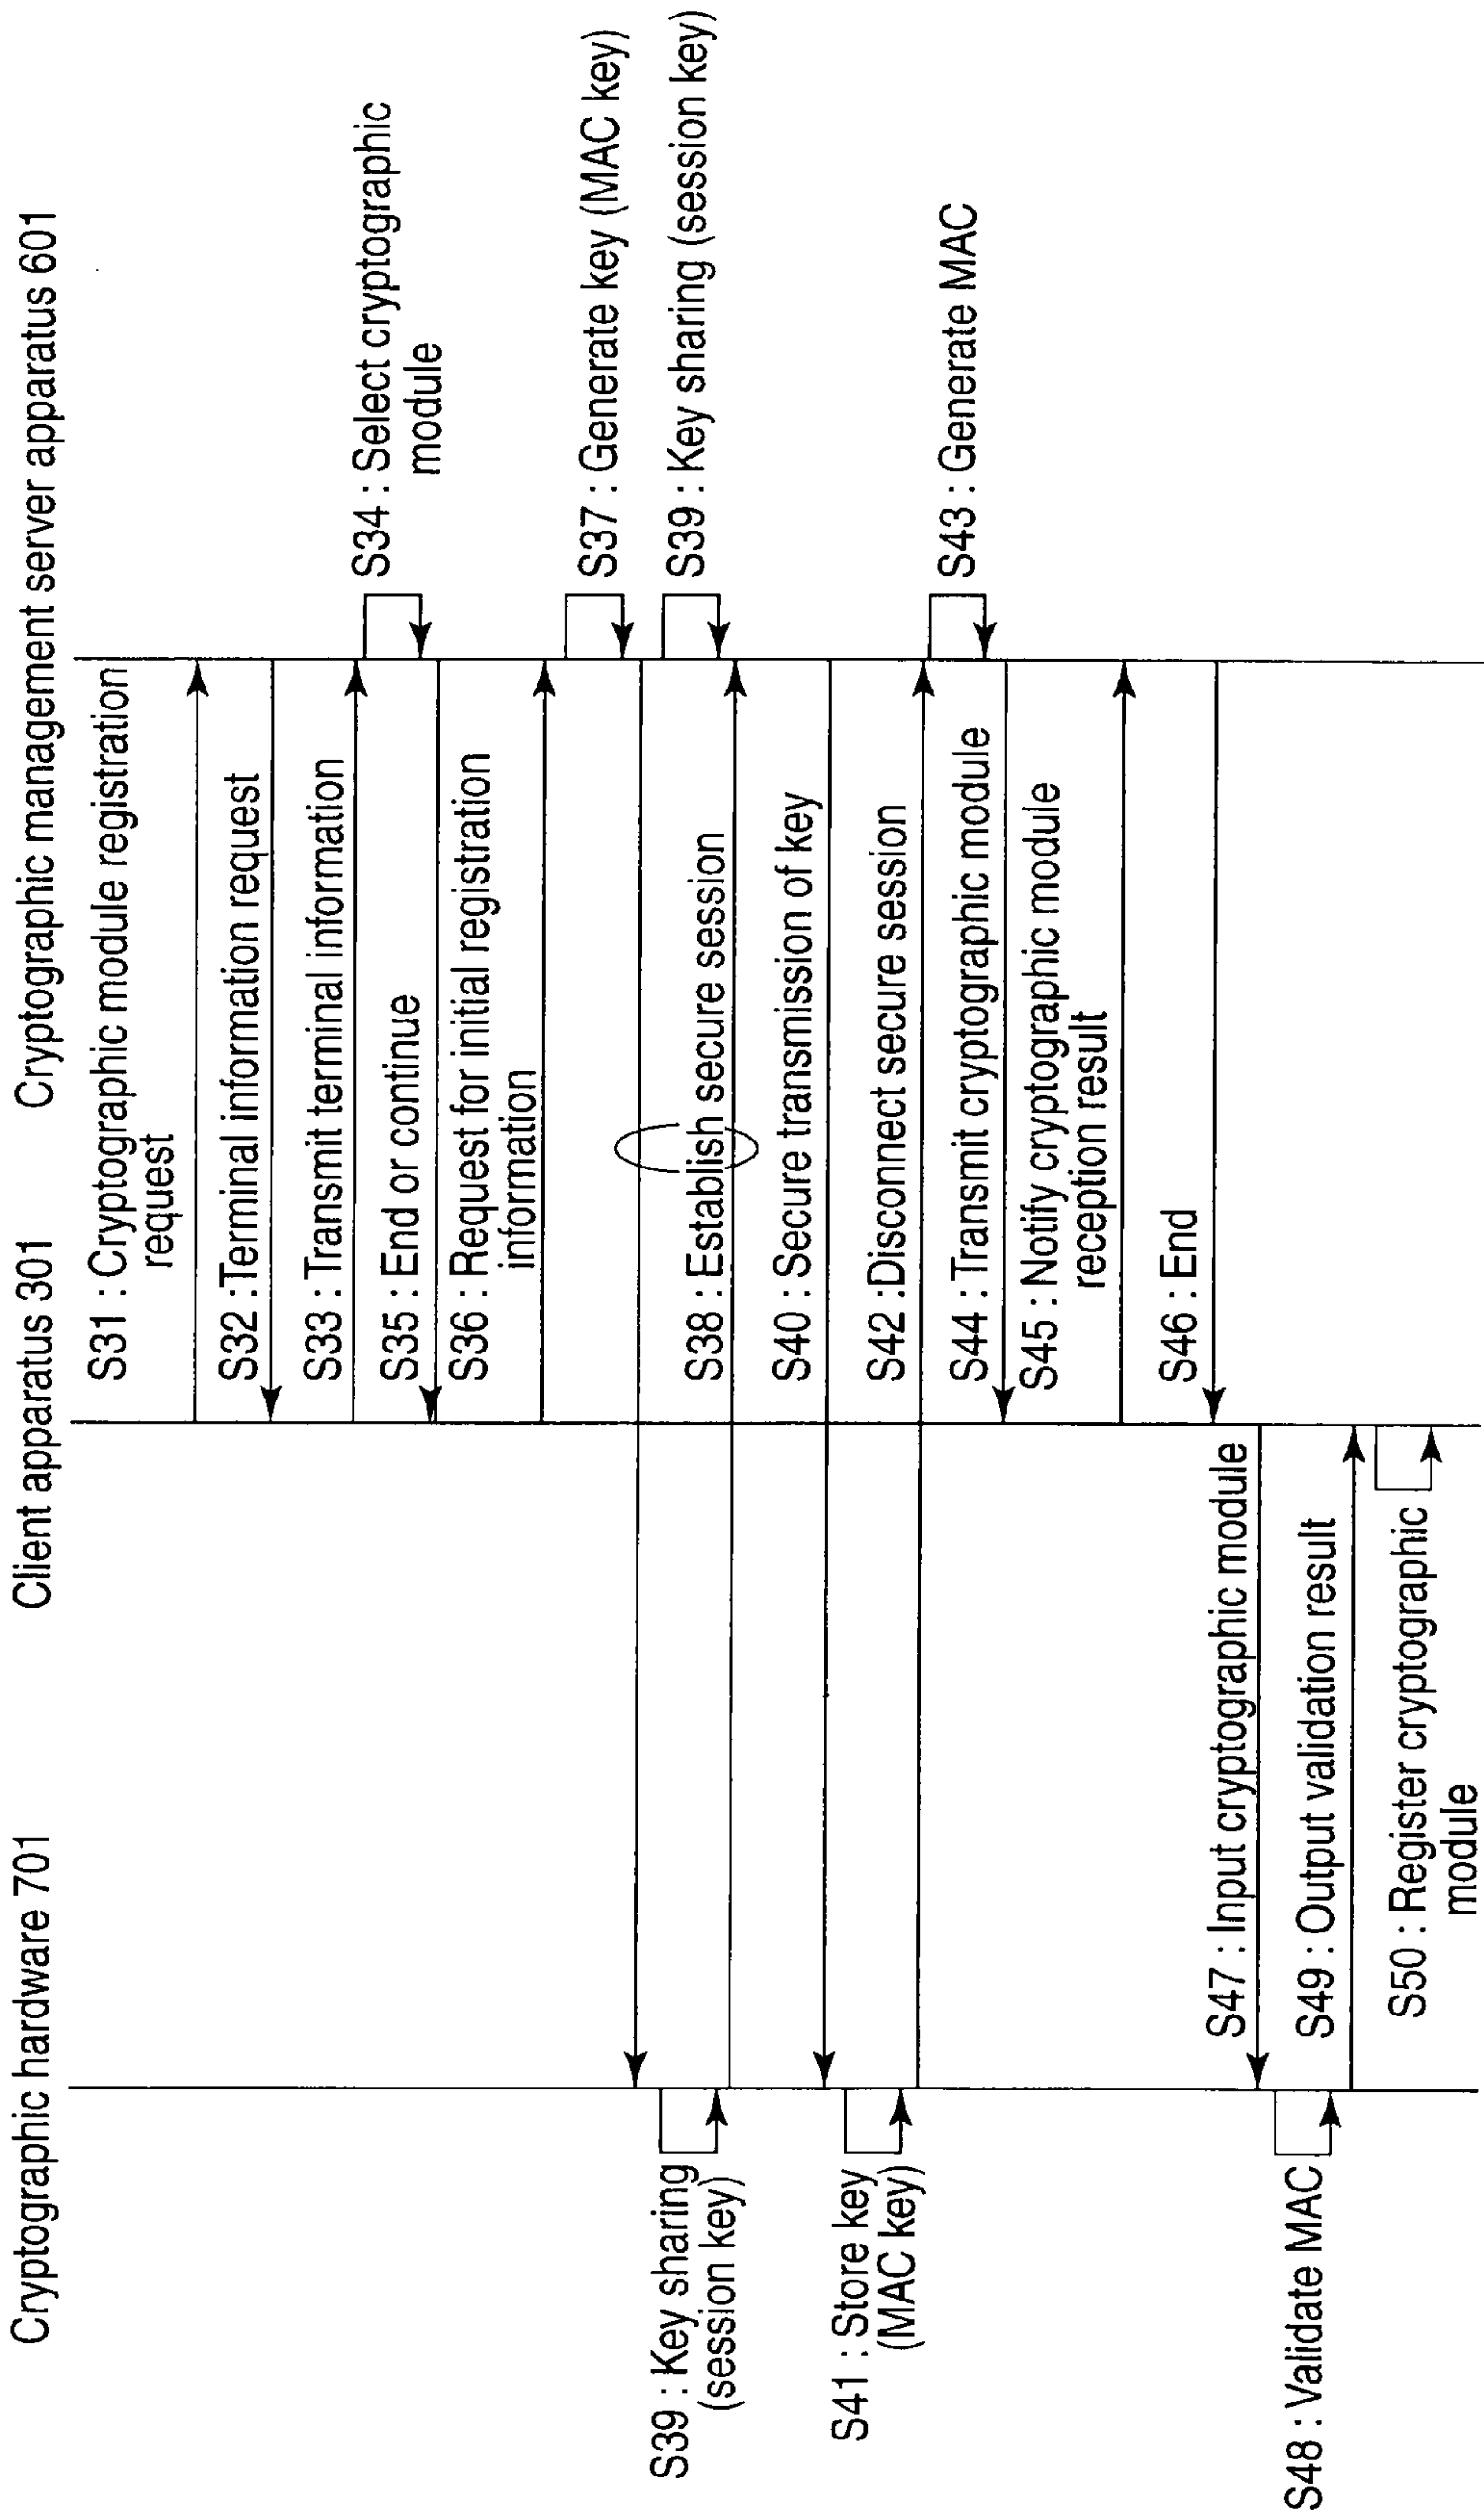 Cryptographic hardware 701
Client apparatus 301
Cryptographic management server apparatus 601
S31 : Cryptographic module registration
request
S32 :Terminal information request
S33 : Transmit terminal information
S34 : Select cryptographic
module
S35 : End or continue
S36 : Request for initial registration
information
S37 : Generate key (MAC key)
S38 : Establish secure session
S39 : Key sharing
(session key)
S39 : Key sharing (session key)
S40 : Secure transmission of key
S41 : Store key
(MAC key)
S42 :Disconnect secure session
S43 : Generate MAC
S44 : Transmit cryptographic module
S45 : Notify cryptographic module
reception result
S46 : End
S47 : Input cryptographic module
S48 : Validate MAC
S49 : Output validation result
S50 : Register cryptographic
module